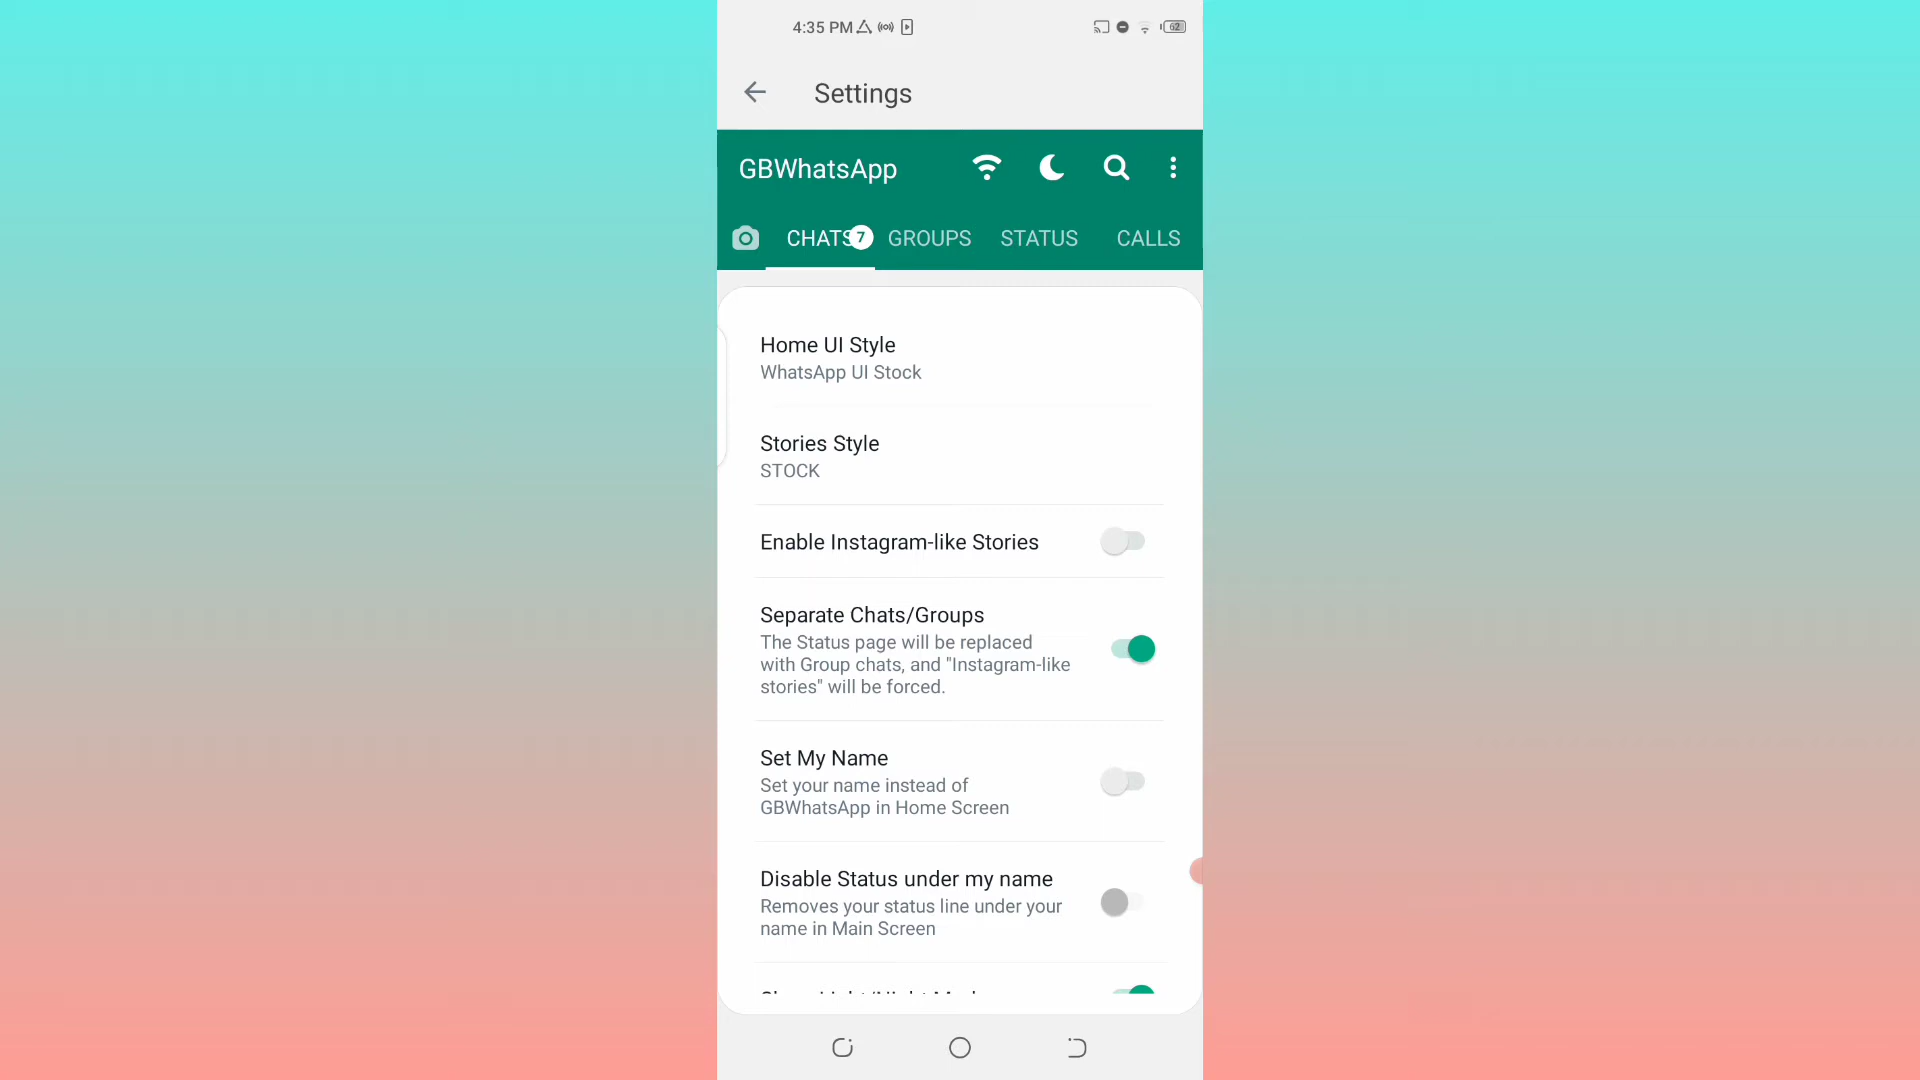 4:35 PM
62
Settings
GBWhatsApp
CHATS 7 GROUPS STATUS CALLS
Home UI Style
WhatsApp UI Stock
Stories Style
STOCK
Enable Instagram-like Stories
Separate Chats/Groups
The Status page will be replaced
with Group chats, and "Instagram-like
stories" will be forced.
Set My Name
Set your name instead of
GBWhatsApp in Home Screen
Disable Status under my name
Removes your status line under your
name in Main Screen